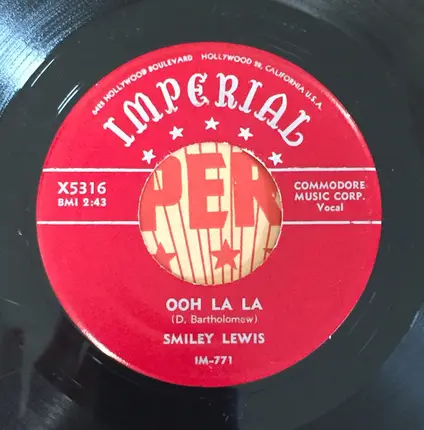 6425 HOLLYWOOD BOULEVARD HOLLYWOOD 28, CALIFORNIA U.S.A.
IMPERIAL
X5316
BMI 2:43
COMMODORE
MUSIC CORP.
Vocal
PER
OOH LA LA
(D. Bartholomew)
SMILEY LEWIS
IM-771